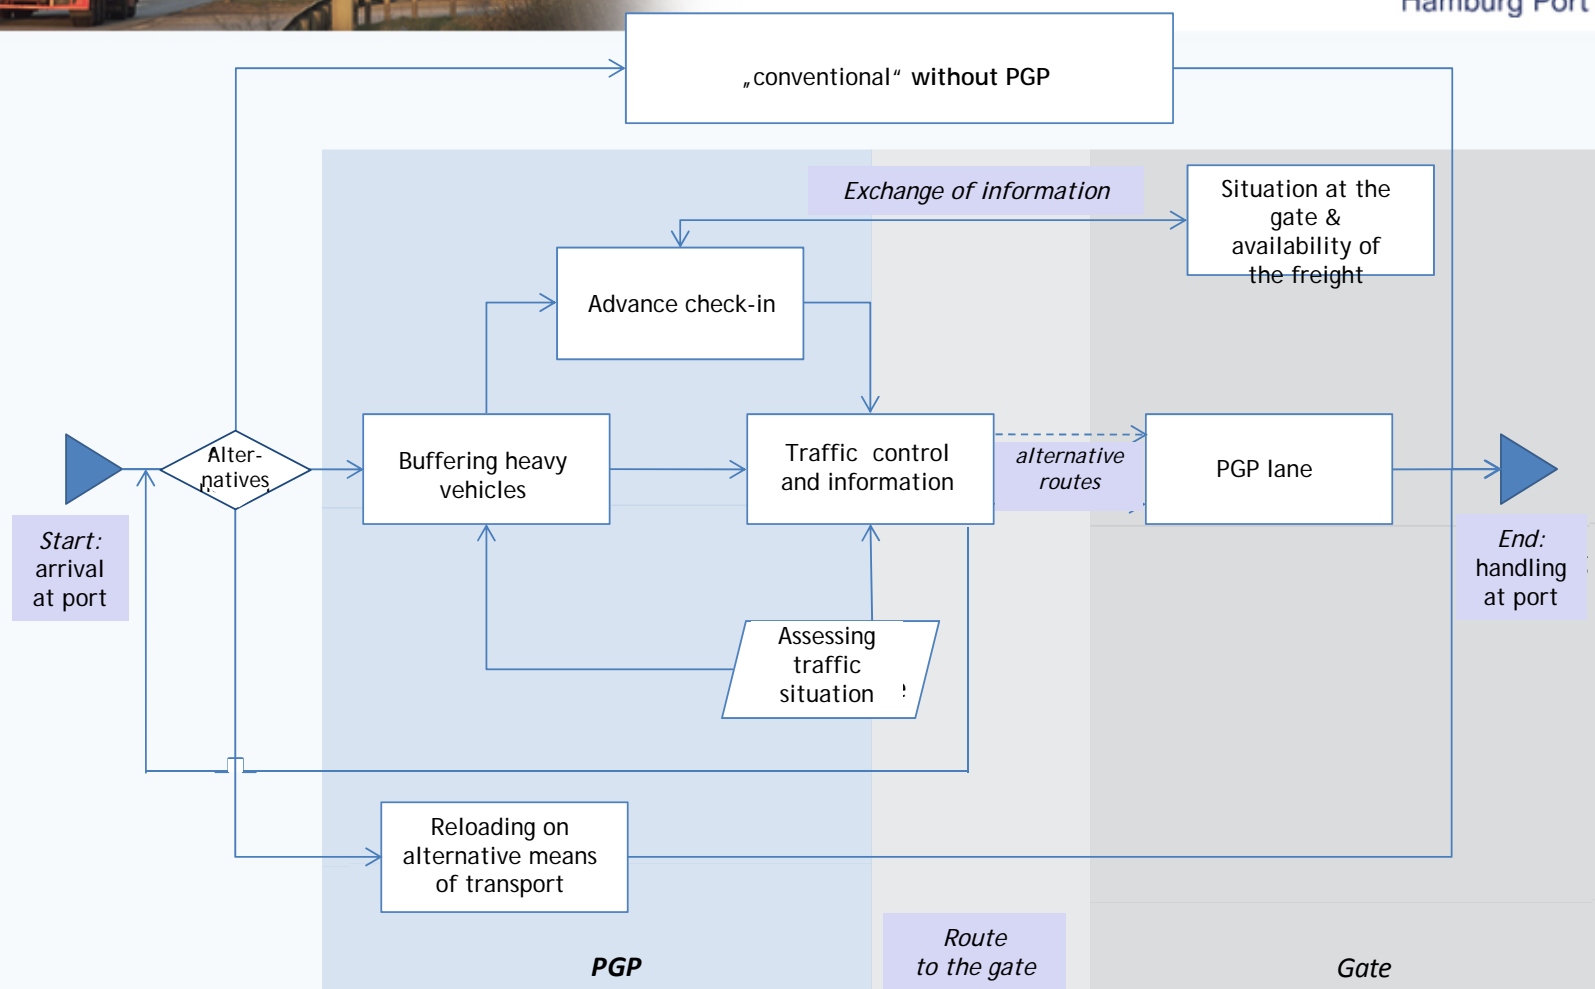 Hamburg Port
„conventional“ without PGP
Exchange of information
Situation at the
gate &
availability of
the freight
Advance check-in
Alter-
natives
Buffering heavy
vehicles
Traffic control
and information
alternative
routes
PGP lane
Start:
arrival
at port
End:
handling
at port
Assessing
traffic
situation
Reloading on
alternative means
of transport
PGP
Route
to the gate
Gate